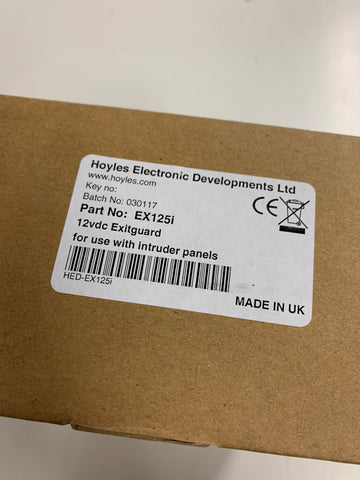 Hoyles Electronic Developments Ltd
www.hoyles.com
Key no:
Batch No: 030117
Part No: EX125i
12vdc Exitguard
for use with intruder panels
HED-EX125i
CE
MADE IN UK